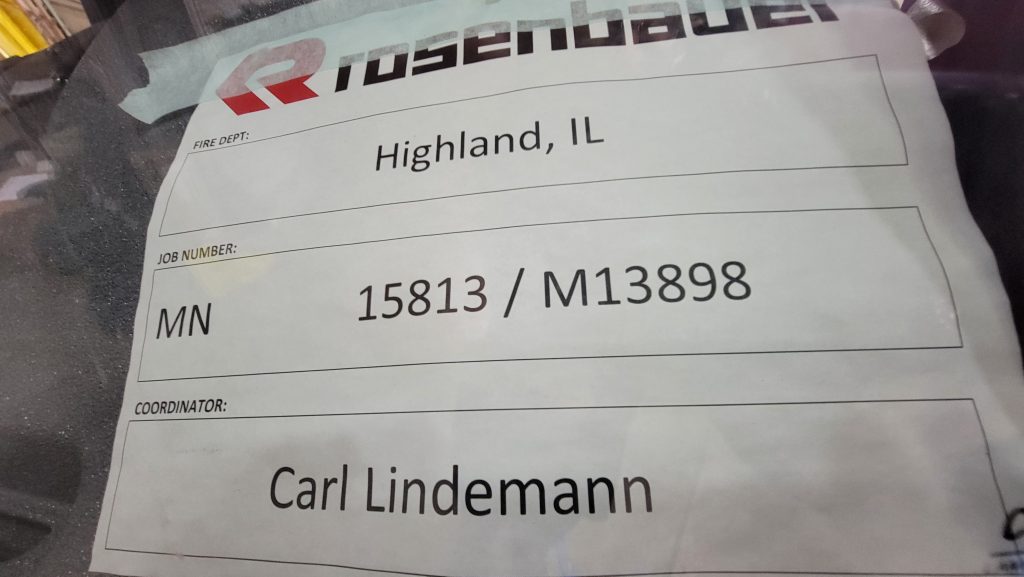 rosenbauer
FIRE DEPT:
Highland, IL
JOB NUMBER:
MN 15813 / M13898
COORDINATOR:
Carl Lindemann